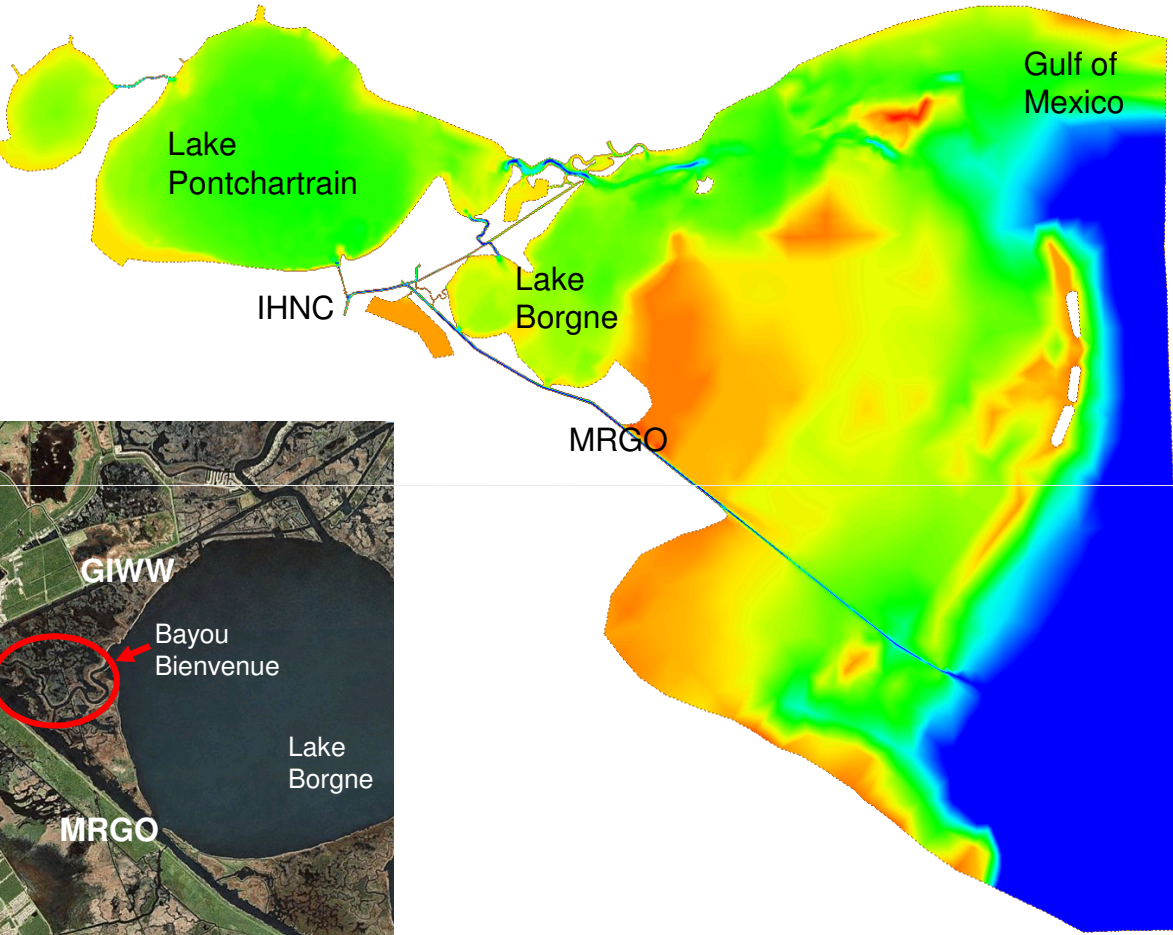 Gulf of
Mexico
Lake
Pontchartrain
Lake
Borgne
IHNC
MRGO
GIWW
Bayou
Bienvenue
Lake
Borgne
MRGO